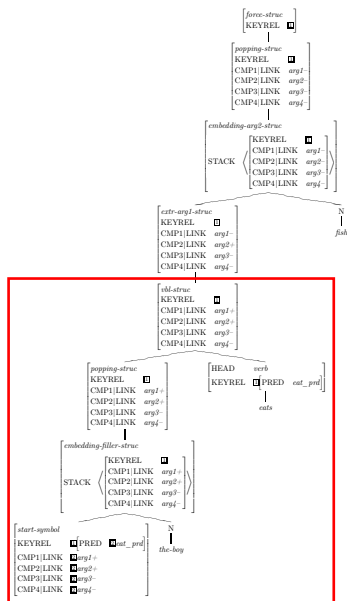 force-struc
KEYREL
popping-struc
KEYREL
CMP1|LINK arg1–
CMP2|LINK arg2–
CMP3|LINK arg3–
CMP4|LINK arg4–
embedding-arg2-struc
KEYREL
CMP1|LINK arg1–
STACK CMP2|LINK arg2–
CMP3|LINK arg3–
CMP4|LINK arg4–
extr-arg1-struc
KEYREL
CMP1|LINK arg1–
CMP2|LINK arg2+
CMP3|LINK arg3–
CMP4|LINK arg4–
N
fish
vbl-struc
KEYREL
CMP1|LINK arg1+
CMP2|LINK arg2+
CMP3|LINK arg3–
CMP4|LINK arg4–
popping-struc
KEYREL
CMP1|LINK arg1+
CMP2|LINK arg2+
CMP3|LINK arg3–
CMP4|LINK arg4–
HEAD verb
KEYREL PRED eat_prd
eats
embedding-filler-struc
KEYREL
CMP1|LINK arg1+
STACK CMP2|LINK arg2+
CMP3|LINK arg3–
CMP4|LINK arg4–
start-symbol
KEYREL PRED eat_prd
CMP1|LINK arg1+
CMP2|LINK arg2+
CMP3|LINK arg3–
CMP4|LINK arg4–
N
the-boy